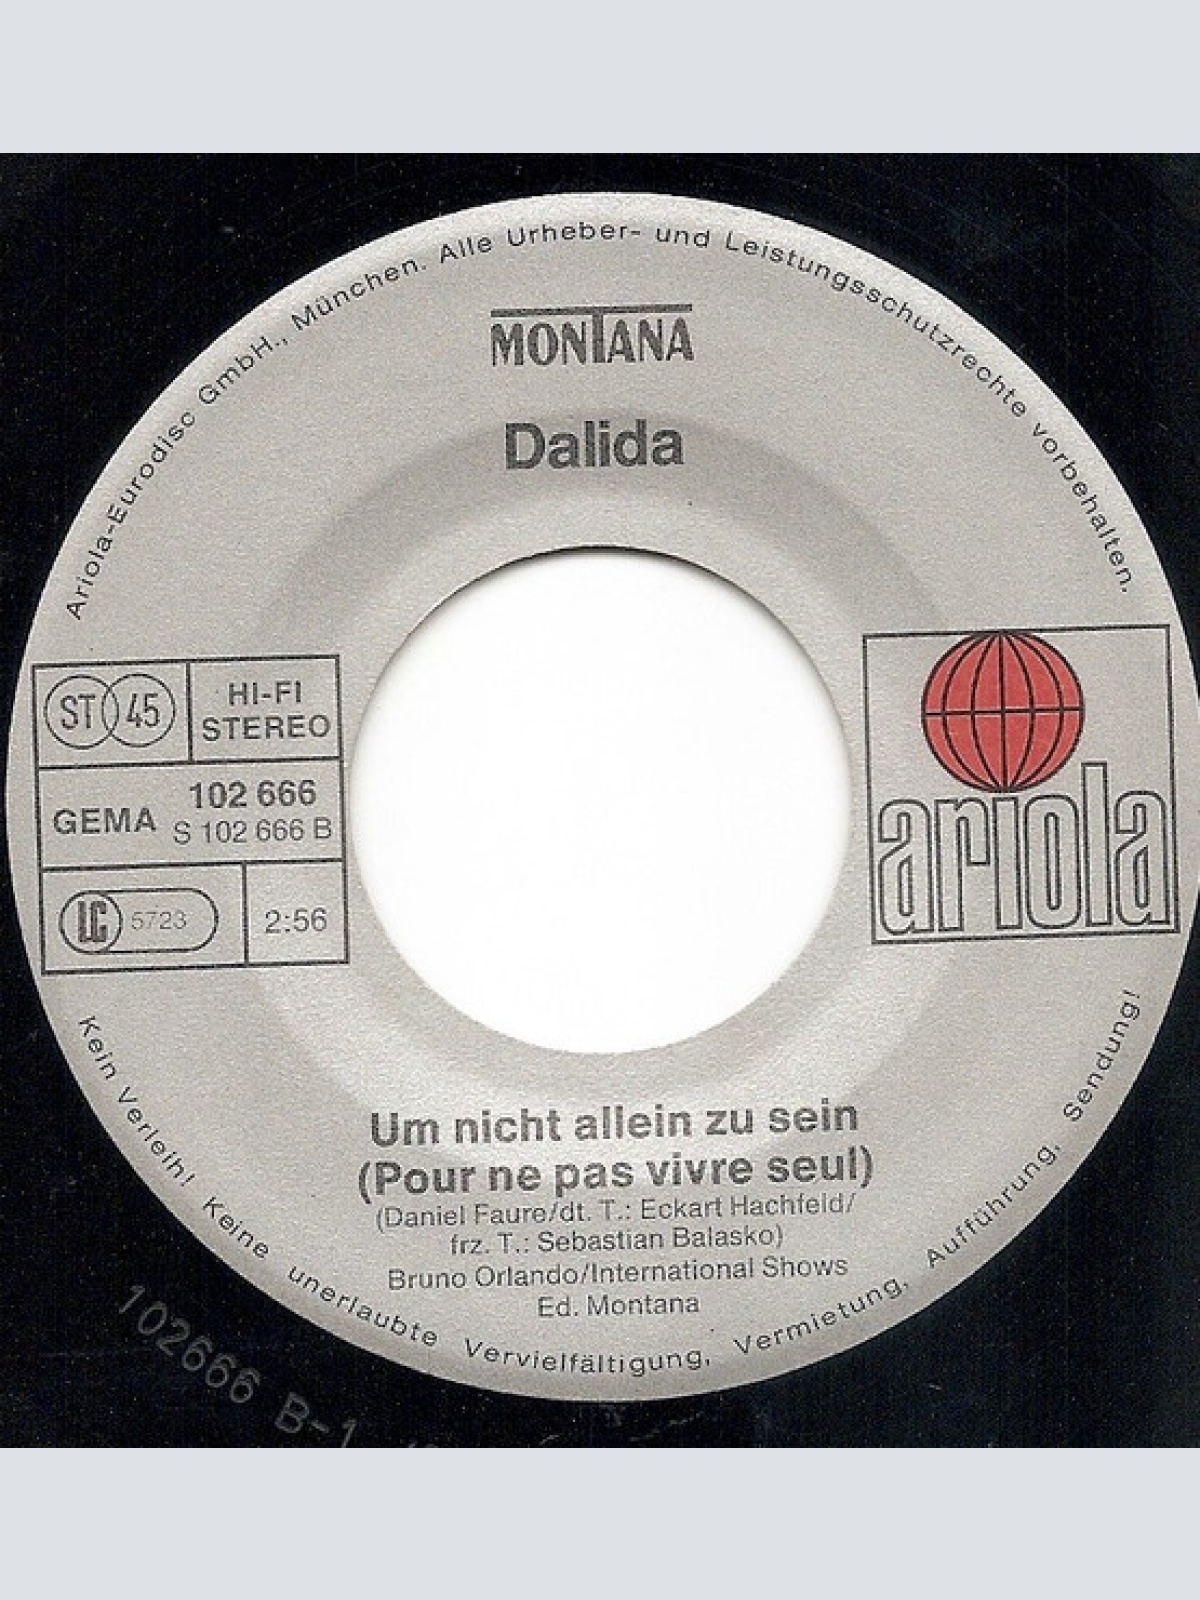 Ariola-Eurodisc GmbH., München. Alle Urheber- und Leistungsschutzrechte vorbehalten.
MONTANA
Dalida
ST 45
HI-FI
STEREO
GEMA
102 666
S 102 666 B
LC 5723
2:56
ariola
Um nicht allein zu sein
(Pour ne pas vivre seul)
(Daniel Faure/dt. T.: Eckart Hachfeld/
frz. T.: Sebastian Balasko)
Bruno Orlando/International Shows
Ed. Montana
Kein Verleih! Keine unerlaubte Vervielfältigung, Vermietung, Aufführung, Sendung!
102666 B-1